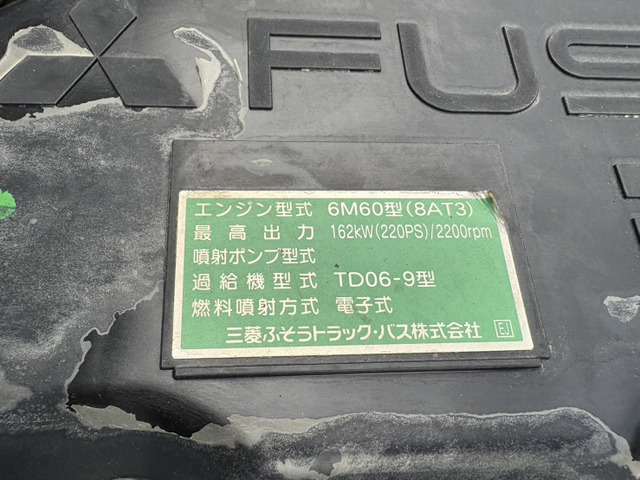 FUS
エンジン型式 6M60型(8AT3)
最高出力 162kW(220PS)/2200rpm
噴射ポンプ型式
過給機型式 TD06-9型
燃料噴射方式 電子式
三菱ふそうトラック・バス株式会社 EJ